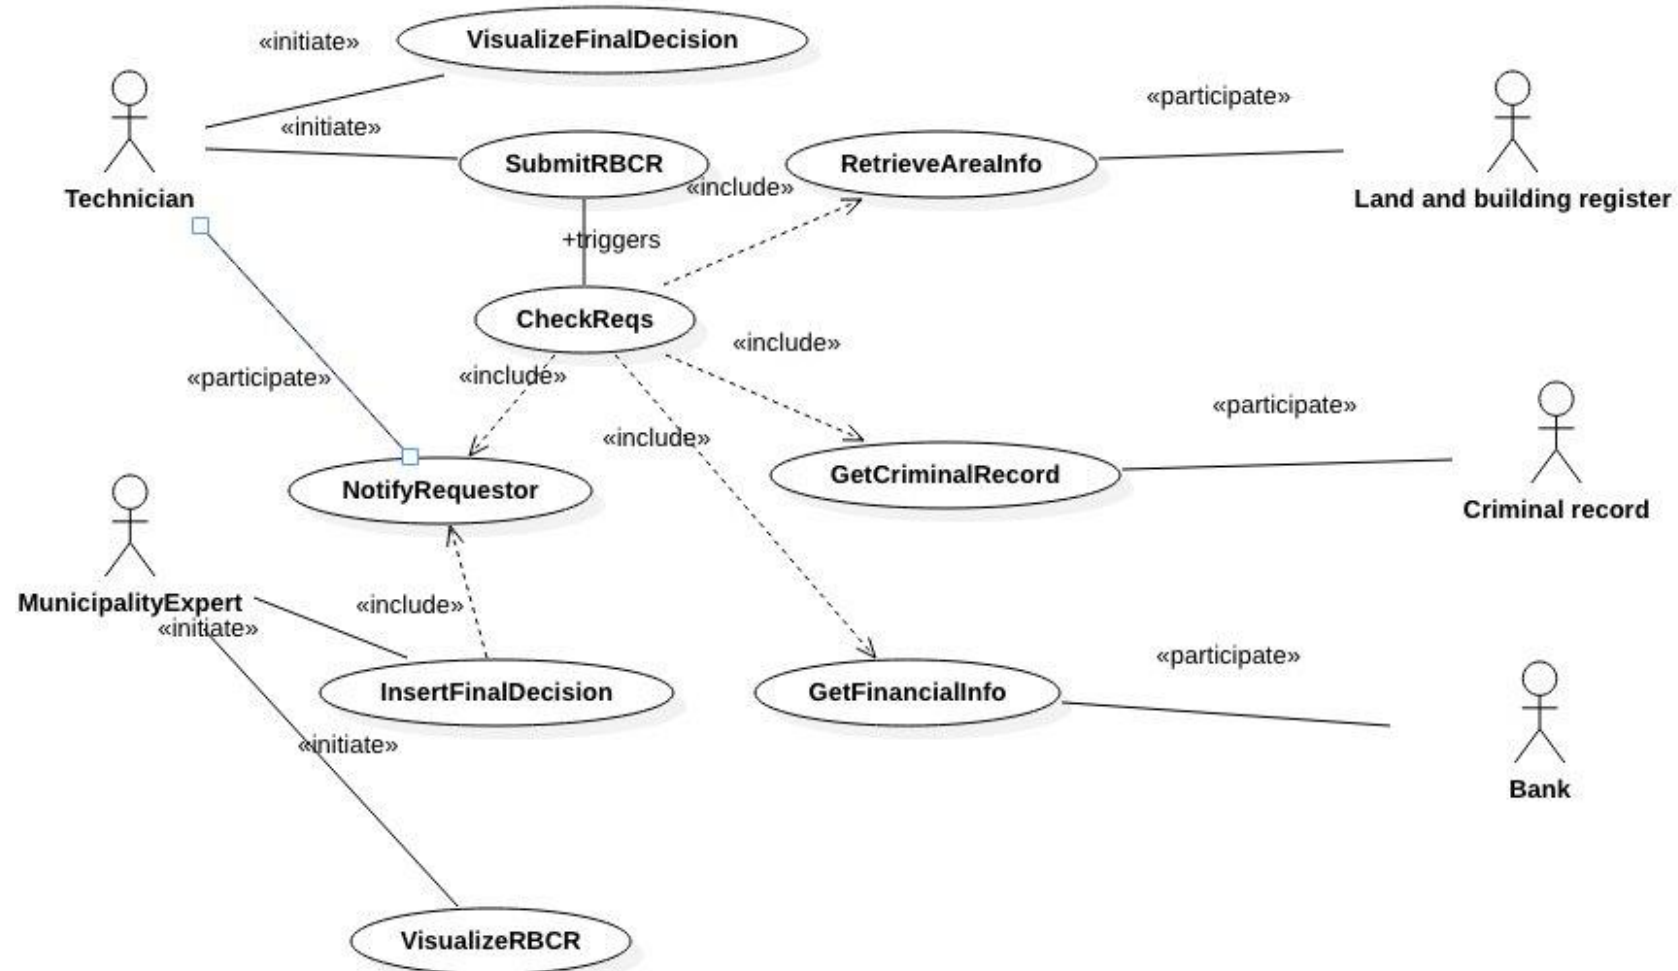 «initiate»
VisualizeFinalDecision
«participate»
«initiate»
SubmitRBCR
RetrieveAreaInfo
«include»
Technician
Land and building register
+triggers
CheckReqs
«include»
«participate»
«include»
«participate»
«include»
GetCriminalRecord
NotifyRequestor
Criminal record
MunicipalityExpert
«include»
«initiate»
«participate»
InsertFinalDecision
GetFinancialInfo
«initiate»
Bank
VisualizeRBCR